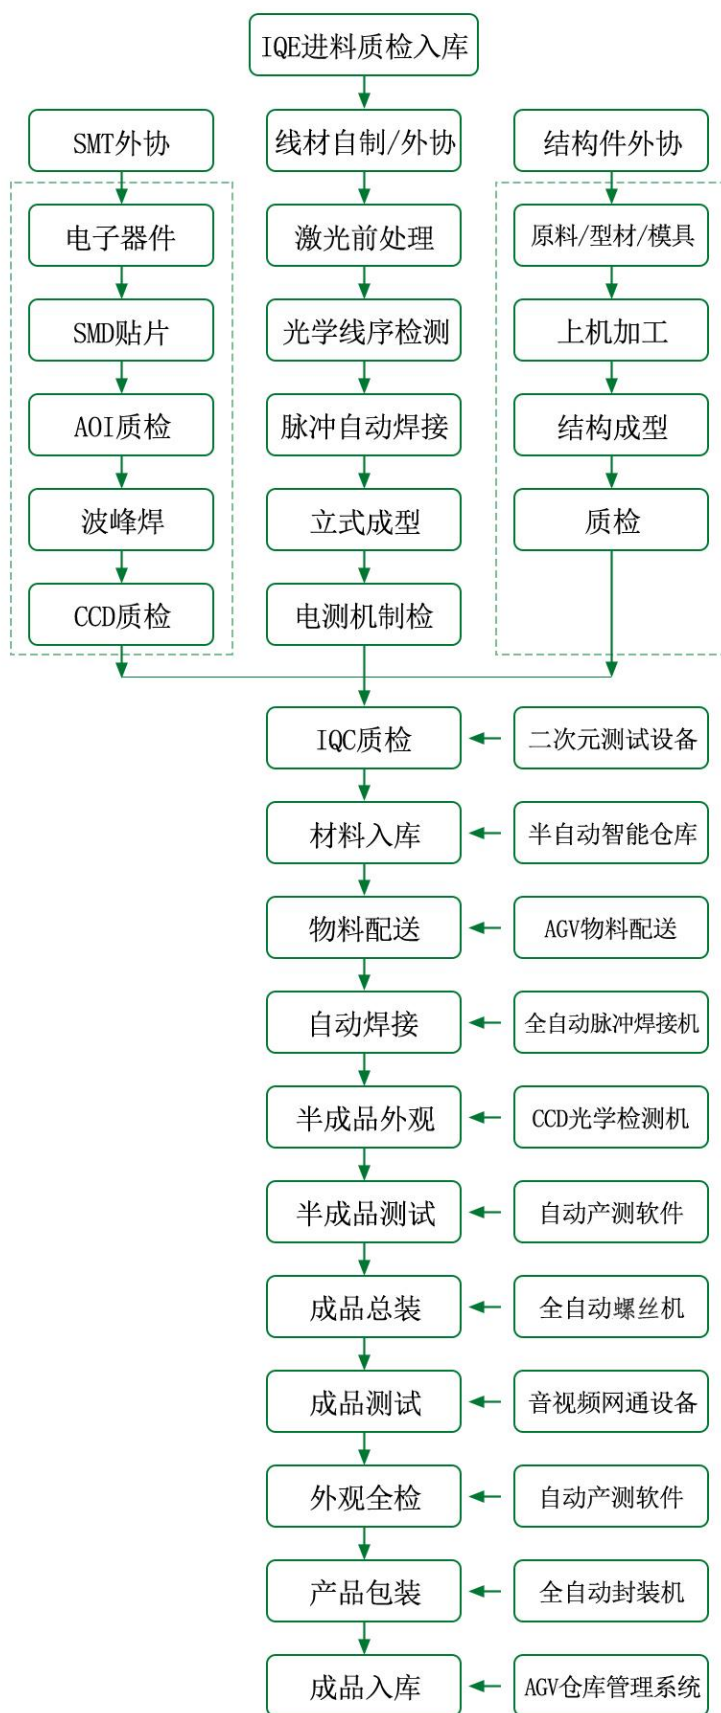 IQE进料质检入库
SMT外协
线材自制/外协
结构件外协
电子器件
激光前处理
原料/型材/模具
SMD贴片
光学线序检测
上机加工
AOI质检
脉冲自动焊接
结构成型
波峰焊
立式成型
质检
CCD质检
电测机制检
IQC质检
二次元测试设备
材料入库
半自动智能仓库
物料配送
AGV物料配送
自动焊接
全自动脉冲焊接机
半成品外观
CCD光学检测机
半成品测试
自动产测软件
成品总装
全自动螺丝机
成品测试
音视频网通设备
外观全检
自动产测软件
产品包装
全自动封装机
成品入库
AGV仓库管理系统